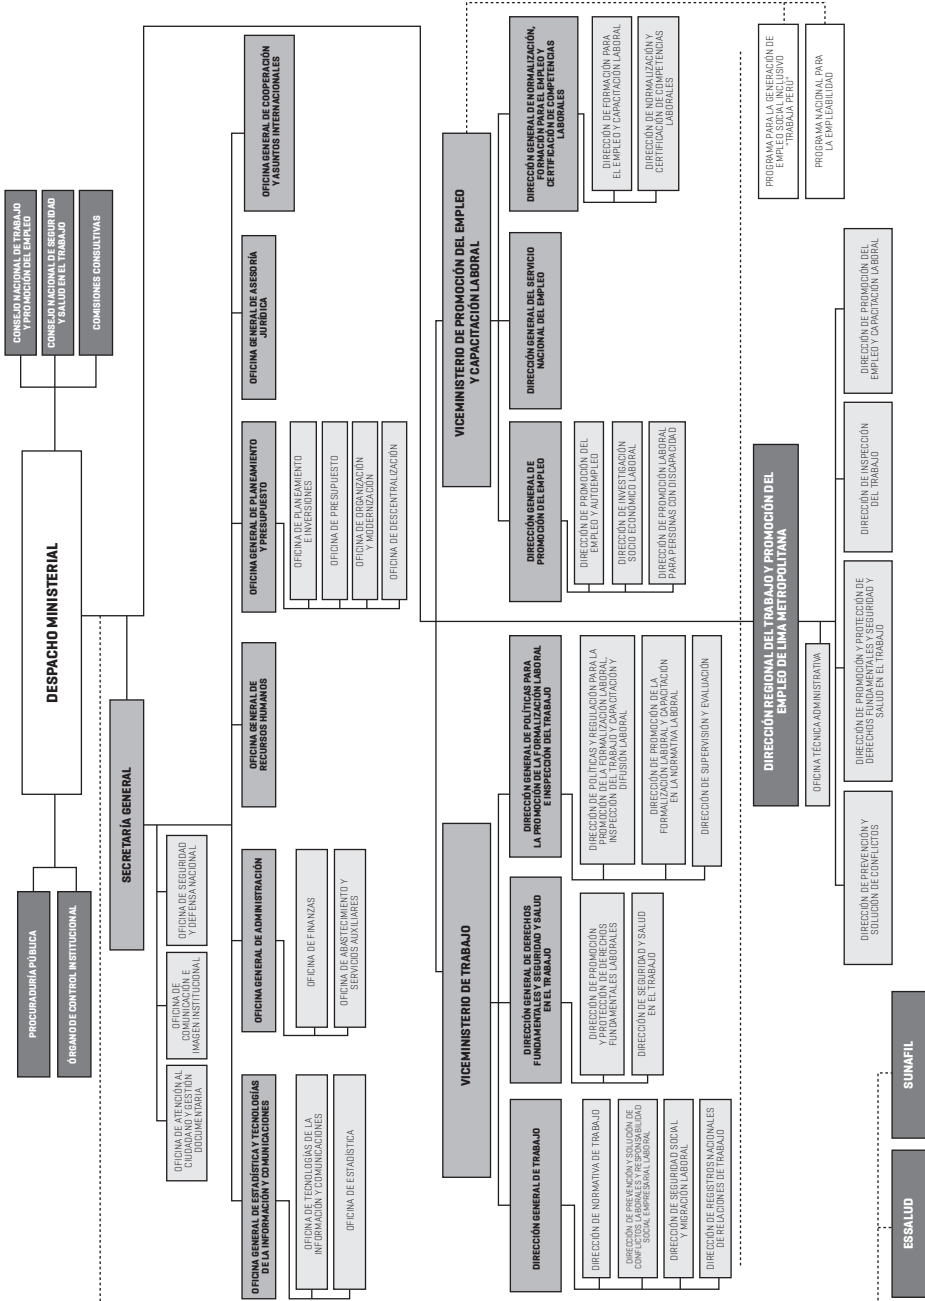 CONSEJO NACIONAL DE TRABAJO
Y PROMOCIÓN DEL EMPLEO
CONSEJO NACIONAL DE SEGURIDAD
Y SALUD EN EL TRABAJO
COMISIONES CONSULTIVAS
DESPACHO MINISTERIAL
PROCURADURÍA PÚBLICA
ÓRGANO DE CONTROL INSTITUCIONAL
SECRETARÍA GENERAL
OFICINA DE ATENCIÓN AL
CIUDADANO Y GESTIÓN
DOCUMENTARIA
OFICINA DE
COMUNICACIÓN E
IMAGEN INSTITUCIONAL
OFICINA DE SEGURIDAD
Y DEFENSA NACIONAL
OFICINA GENERAL DE ESTADÍSTICA Y TECNOLOGÍAS
DE LA INFORMACIÓN Y COMUNICACIONES
OFICINA DE TECNOLOGÍAS DE LA
INFORMACIÓN Y COMUNICACIONES
OFICINA DE ESTADÍSTICA
OFICINA GENERAL DE ADMINISTRACIÓN
OFICINA DE FINANZAS
OFICINA DE ABASTECIMIENTO Y
SERVICIOS AUXILIARES
OFICINA GENERAL DE
RECURSOS HUMANOS
OFICINA GENERAL DE PLANEAMIENTO
Y PRESUPUESTO
OFICINA DE PLANEAMIENTO
E INVERSIONES
OFICINA DE PRESUPUESTO
OFICINA DE ORGANIZACIÓN
Y MODERNIZACIÓN
OFICINA DE DESCENTRALIZACIÓN
OFICINA GENERAL DE ASESORÍA
JURÍDICA
OFICINA GENERAL DE COOPERACIÓN
Y ASUNTOS INTERNACIONALES
VICEMINISTERIO DE TRABAJO
DIRECCIÓN GENERAL DE TRABAJO
DIRECCIÓN DE NORMATIVA DE TRABAJO
DIRECCIÓN DE PREVENCIÓN Y SOLUCIÓN DE
CONFLICTOS LABORALES Y RESPONSABILIDAD
SOCIAL EMPRESARIAL LABORAL
DIRECCIÓN DE SEGURIDAD SOCIAL
Y MIGRACIÓN LABORAL
DIRECCIÓN DE REGISTROS NACIONALES
DE RELACIONES DE TRABAJO
DIRECCIÓN GENERAL DE DERECHOS
FUNDAMENTALES Y SEGURIDAD Y SALUD
EN EL TRABAJO
DIRECCIÓN DE PROMOCIÓN
Y PROTECCIÓN DE DERECHOS
FUNDAMENTALES LABORALES
DIRECCIÓN DE SEGURIDAD Y SALUD
EN EL TRABAJO
DIRECCIÓN GENERAL DE POLÍTICAS PARA
LA PROMOCIÓN DE LA FORMALIZACIÓN LABORAL
E INSPECCIÓN DEL TRABAJO
DIRECCIÓN DE POLÍTICAS Y REGULACIÓN PARA LA
PROMOCIÓN DE LA FORMALIZACIÓN LABORAL,
INSPECCIÓN DEL TRABAJO Y CAPACITACIÓN Y
DIFUSIÓN LABORAL
DIRECCIÓN DE PROMOCIÓN DE LA
FORMALIZACIÓN LABORAL Y CAPACITACIÓN
EN LA NORMATIVA LABORAL
DIRECCIÓN DE SUPERVISIÓN Y EVALUACIÓN
VICEMINISTERIO DE PROMOCIÓN DEL EMPLEO
Y CAPACITACIÓN LABORAL
DIRECCIÓN GENERAL DE
PROMOCIÓN DEL EMPLEO
DIRECCIÓN DE PROMOCIÓN DEL
EMPLEO Y AUTOEMPLEO
DIRECCIÓN DE INVESTIGACIÓN
SOCIO ECONÓMICO LABORAL
DIRECCIÓN DE PROMOCIÓN LABORAL
PARA PERSONAS CON DISCAPACIDAD
DIRECCIÓN GENERAL DEL SERVICIO
NACIONAL DEL EMPLEO
DIRECCIÓN GENERAL DE NORMALIZACIÓN,
FORMACIÓN PARA EL EMPLEO Y
CERTIFICACIÓN DE COMPETENCIAS
LABORALES
DIRECCIÓN DE FORMACIÓN PARA
EL EMPLEO Y CAPACITACIÓN LABORAL
DIRECCIÓN DE NORMALIZACIÓN Y
CERTIFICACIÓN DE COMPETENCIAS
LABORALES
PROGRAMA PARA LA GENERACIÓN DE
EMPLEO SOCIAL INCLUSIVO
"TRABAJA PERÚ"
PROGRAMA NACIONAL PARA
LA EMPLEABILIDAD
DIRECCIÓN REGIONAL DEL TRABAJO Y PROMOCIÓN DEL
EMPLEO DE LIMA METROPOLITANA
OFICINA TÉCNICA ADMINISTRATIVA
DIRECCIÓN DE PREVENCIÓN Y
SOLUCIÓN DE CONFLICTOS
DIRECCIÓN DE PROMOCIÓN Y PROTECCIÓN DE
DERECHOS FUNDAMENTALES Y SEGURIDAD Y
SALUD EN EL TRABAJO
DIRECCIÓN DE INSPECCIÓN
DEL TRABAJO
DIRECCIÓN DE PROMOCIÓN DEL
EMPLEO Y CAPACITACIÓN LABORAL
ESSALUD
SUNAFIL